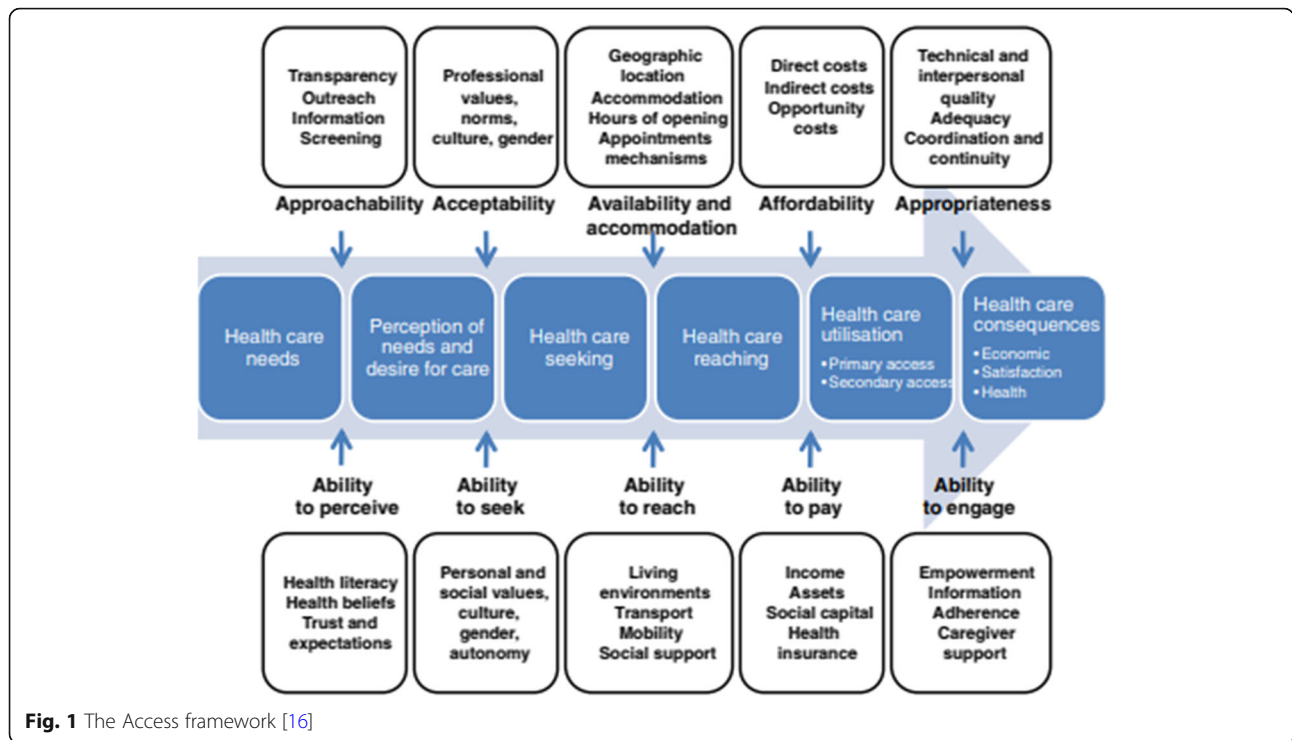 Transparency
Outreach
Information
Screening
Professional
values,
norms,
culture, gender
Geographic
location
Accommodation
Hours of opening
Appointments
mechanisms
Direct costs
Indirect costs
Opportunity
costs
Technical and
interpersonal
quality
Adequacy
Coordination and
continuity
Approachability
Acceptability
Availability and
accommodation
Affordability
Appropriateness
Health care
needs
Perception of
needs and
desire for care
Health care
seeking
Health care
reaching
Health care
utilisation
•Primary access
•Secondary access
Health care
consequences
•Economic
•Satisfaction
•Health
Ability
to perceive
Ability
to seek
Ability
to reach
Ability
to pay
Ability
to engage
Health literacy
Health beliefs
Trust and
expectations
Personal and
social values,
culture,
gender,
autonomy
Living
environments
Transport
Mobility
Social support
Income
Assets
Social capital
Health
insurance
Empowerment
Information
Adherence
Caregiver
support
Fig. 1 The Access framework [16]